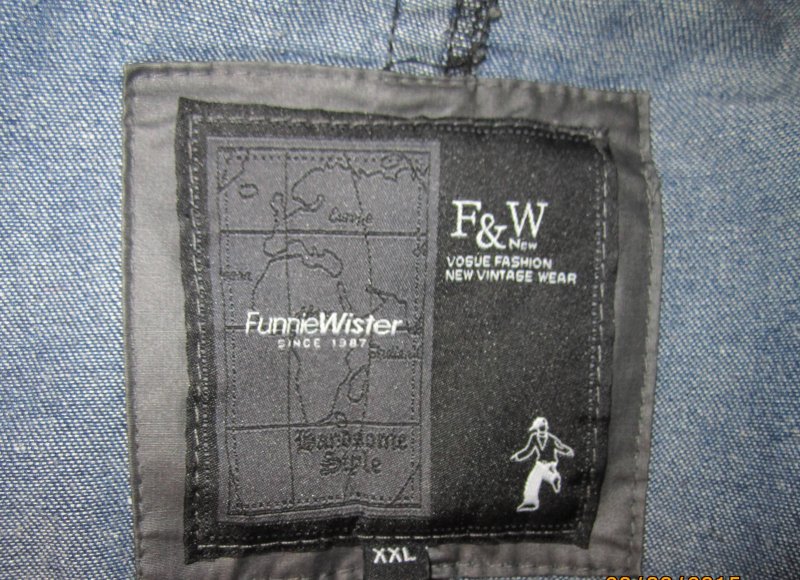 F&W
New
VOGUE FASHION
NEW VINTAGE WEAR
FunnieWister
SINCE 1987
Handsome
Style
XXL